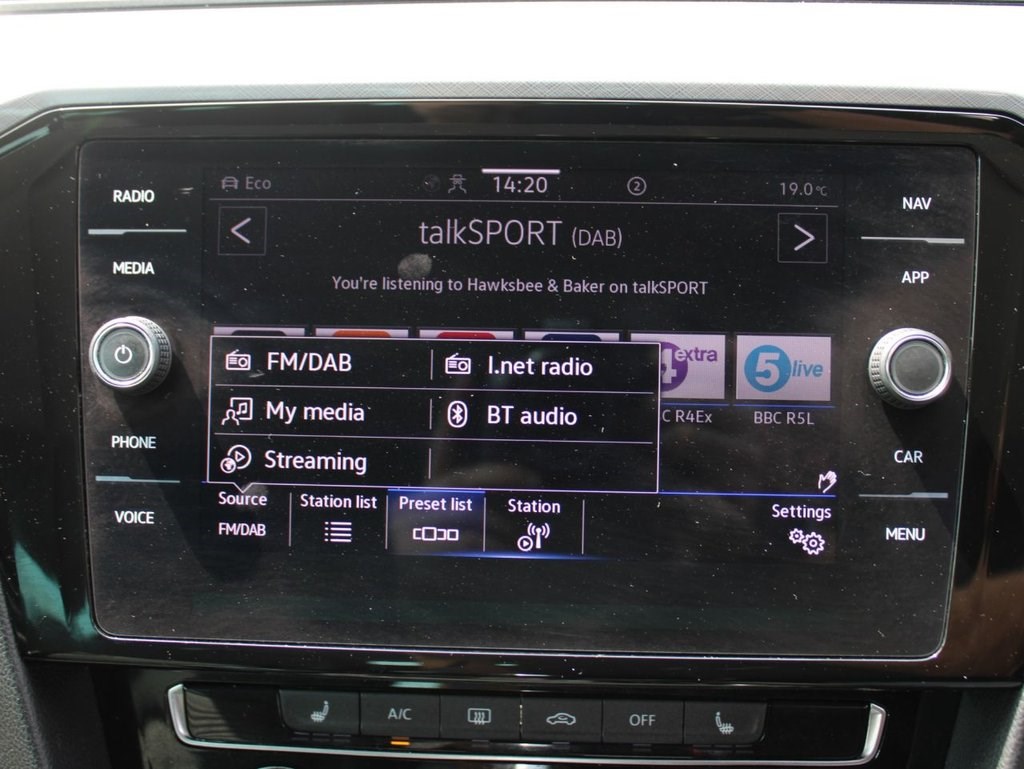 RADIO
MEDIA
PHONE
VOICE
Eco
14:20
2
19.0°C
talkSPORT (DAB)
You're listening to Hawksbee & Baker on talkSPORT
FM/DAB
I.net radio
My media
BT audio
Streaming
4 extra
5 live
C R4Ex
BBC R5L
Source
FM/DAB
Station list
Preset list
Station
Settings
NAV
APP
CAR
MENU
A/C
OFF